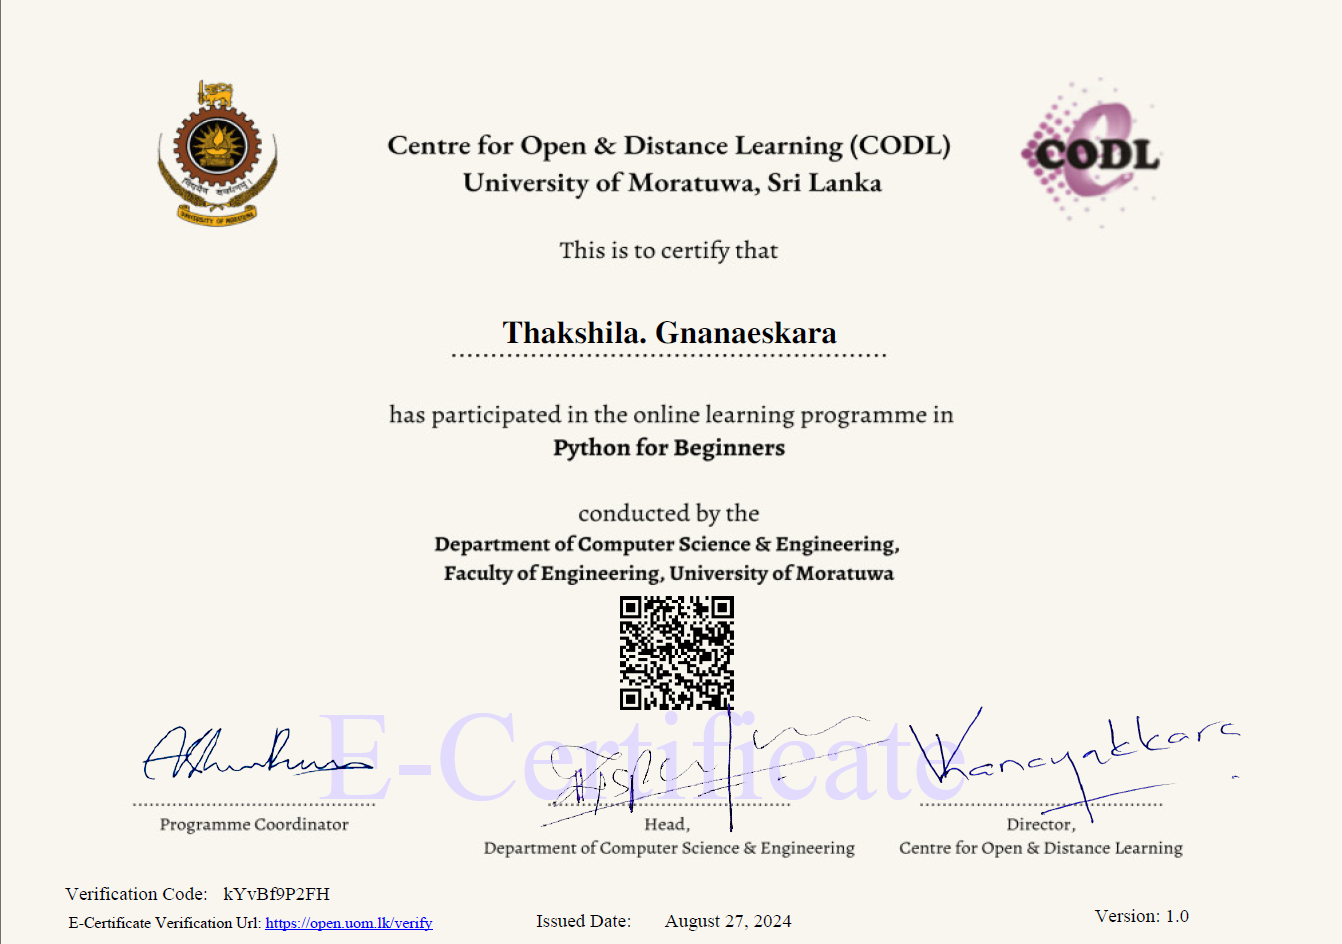 UNIVERSITY OF MORATUWA
Centre for Open & Distance Learning (CODL)
University of Moratuwa, Sri Lanka
CODL
This is to certify that
Thakshila. Gnanaeskara
has participated in the online learning programme in
Python for Beginners
conducted by the
Department of Computer Science & Engineering,
Faculty of Engineering, University of Moratuwa
E-Certificate
Programme Coordinator
Head,
Department of Computer Science & Engineering
Director,
Centre for Open & Distance Learning
Verification Code: kYvBf9P2FH
E-Certificate Verification Url: https://open.uom.lk/verify
Issued Date: August 27, 2024
Version: 1.0